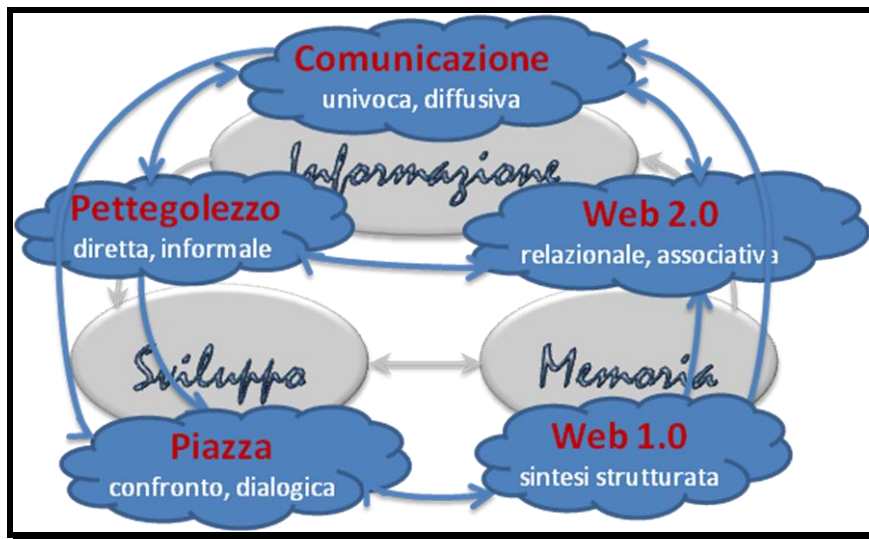 Comunicazione
univoca, diffusiva
Informazione
Pettegolezzo
diretta, informale
Web 2.0
relazionale, associativa
Sviluppo
Memoria
Piazza
confronto, dialogica
Web 1.0
sintesi strutturata